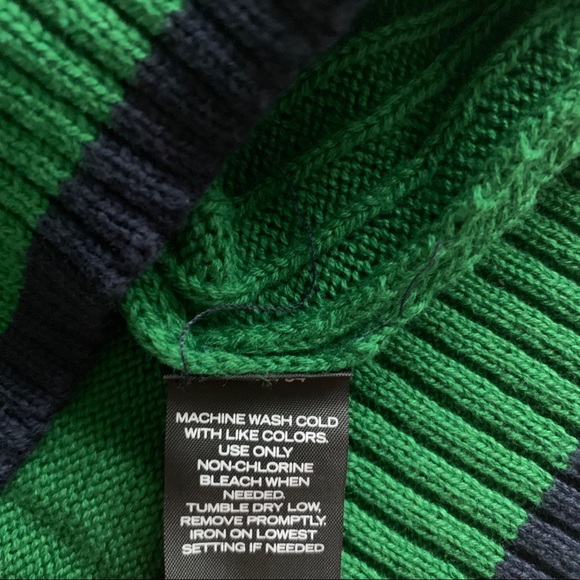 MACHINE WASH COLD
WITH LIKE COLORS.
USE ONLY
NON-CHLORINE
BLEACH WHEN
NEEDED.
TUMBLE DRY LOW,
REMOVE PROMPTLY.
IRON ON LOWEST
SETTING IF NEEDED